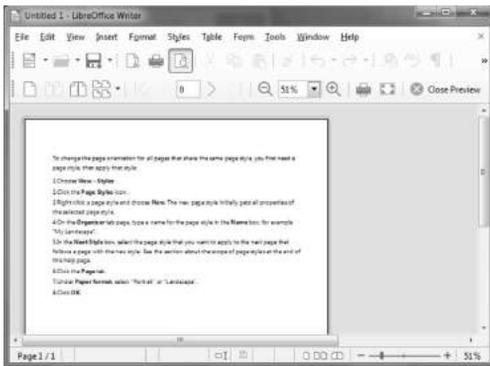 Untitled 1 - LibreOffice Writer
File Edit View Insert Format Styles Table Form Tools Window Help
8 51% Close Preview
To change the page orientation for all pages that share the same page style, you first need a
page style, then apply that style:
1.Choose View - Styles
2.Click the Page Styles icon.
3.Right-click a page style and choose New. The new page style initially gets all properties of
the selected page style.
4.On the Organizer tab page, type a name for the page style in the Name box, for example
"My Landscape".
5.In the Next Style box, select the page style that you want to apply to the next page that
follows a page with the new style. See the section about the scope of page styles at the end of
this help page.
6.Click the Page tab.
7.Under Paper format, select "Portrait" or "Landscape".
8.Click OK.
Page 1 / 1 51%